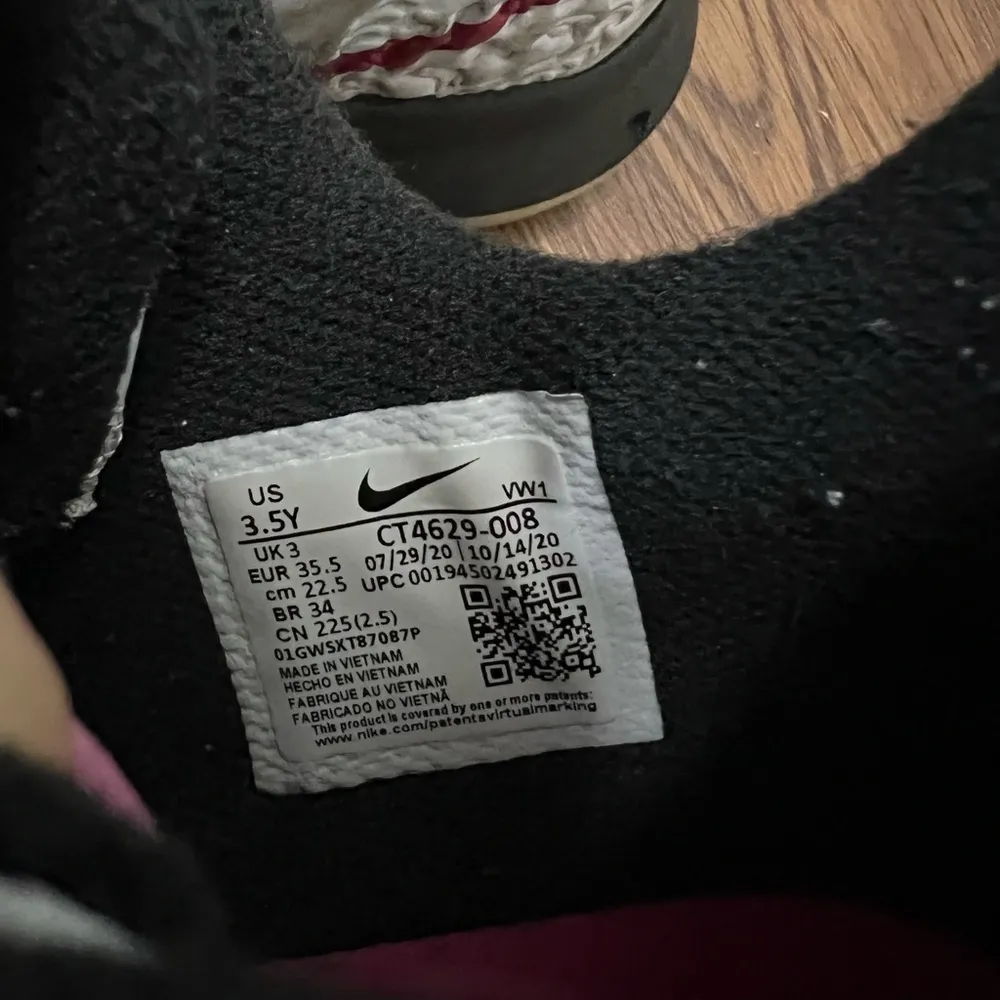 US
3.5Y
VW1
UK 3
CT4629-008
EUR 35.5
07/29/20 | 10/14/20
cm 22.5
UPC 00194502491302
BR 34
CN 225(2.5)
01GWSXT87087P
MADE IN VIETNAM
HECHO EN VIETNAM
FABRIQUE AU VIETNAM
FABRICADO NO VIETNÃ
This product is covered by one or more patents:
www.nike.com/patentsvirtualmarking